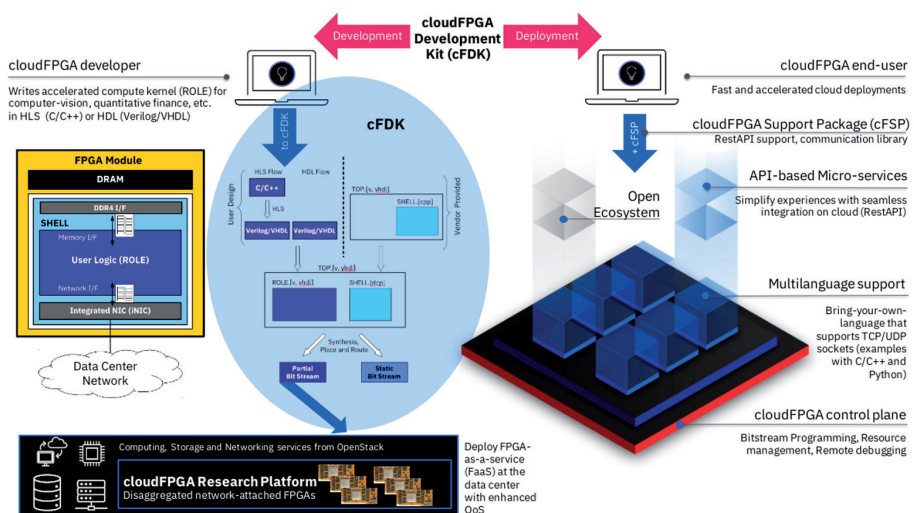 cloudFPGA
Development
Kit (cFDK)
Development
Deployment
cloudFPGA developer
Writes accelerated compute kernel (ROLE) for
computer-vision, quantitative finance, etc.
in HLS (C/C++) or HDL (Verilog/VHDL)
FPGA Module
DRAM
DDR4 I/F
SHELL
Memory I/F
User Logic (ROLE)
Network I/F
Integrated NIC (iNIC)
Data Center
Network
to cFDK
cFDK
User Design
HLS Flow
HDL Flow
C/C++
HLS
Verilog/VHDL
Verilog/VHDL
TOP.[v, vhdl]
SHELL.[dcp]
Vendor Provided
TOP.[v, vhdl]
ROLE.[v, vhdl]
SHELL.[dcp]
Synthesis,
Place and Route
Partial
Bit Stream
Static
Bit Stream
Computing, Storage and Networking services from OpenStack
cloudFPGA Research Platform
Disaggregated network-attached FPGAs
Deploy FPGA-
as-a-service
(FaaS) at the
data center
with enhanced
QoS
cloudFPGA end-user
Fast and accelerated cloud deployments
+ cFSP
cloudFPGA Support Package (cFSP)
RestAPI support, communication library
Open
Ecosystem
API-based Micro-services
Simplify experiences with seamless
integration on cloud (RestAPI)
Multilanguage support
Bring-your-own-
language that
supports TCP/UDP
sockets (examples
with C/C++ and
Python)
cloudFPGA control plane
Bitstream Programming, Resource
management, Remote debugging